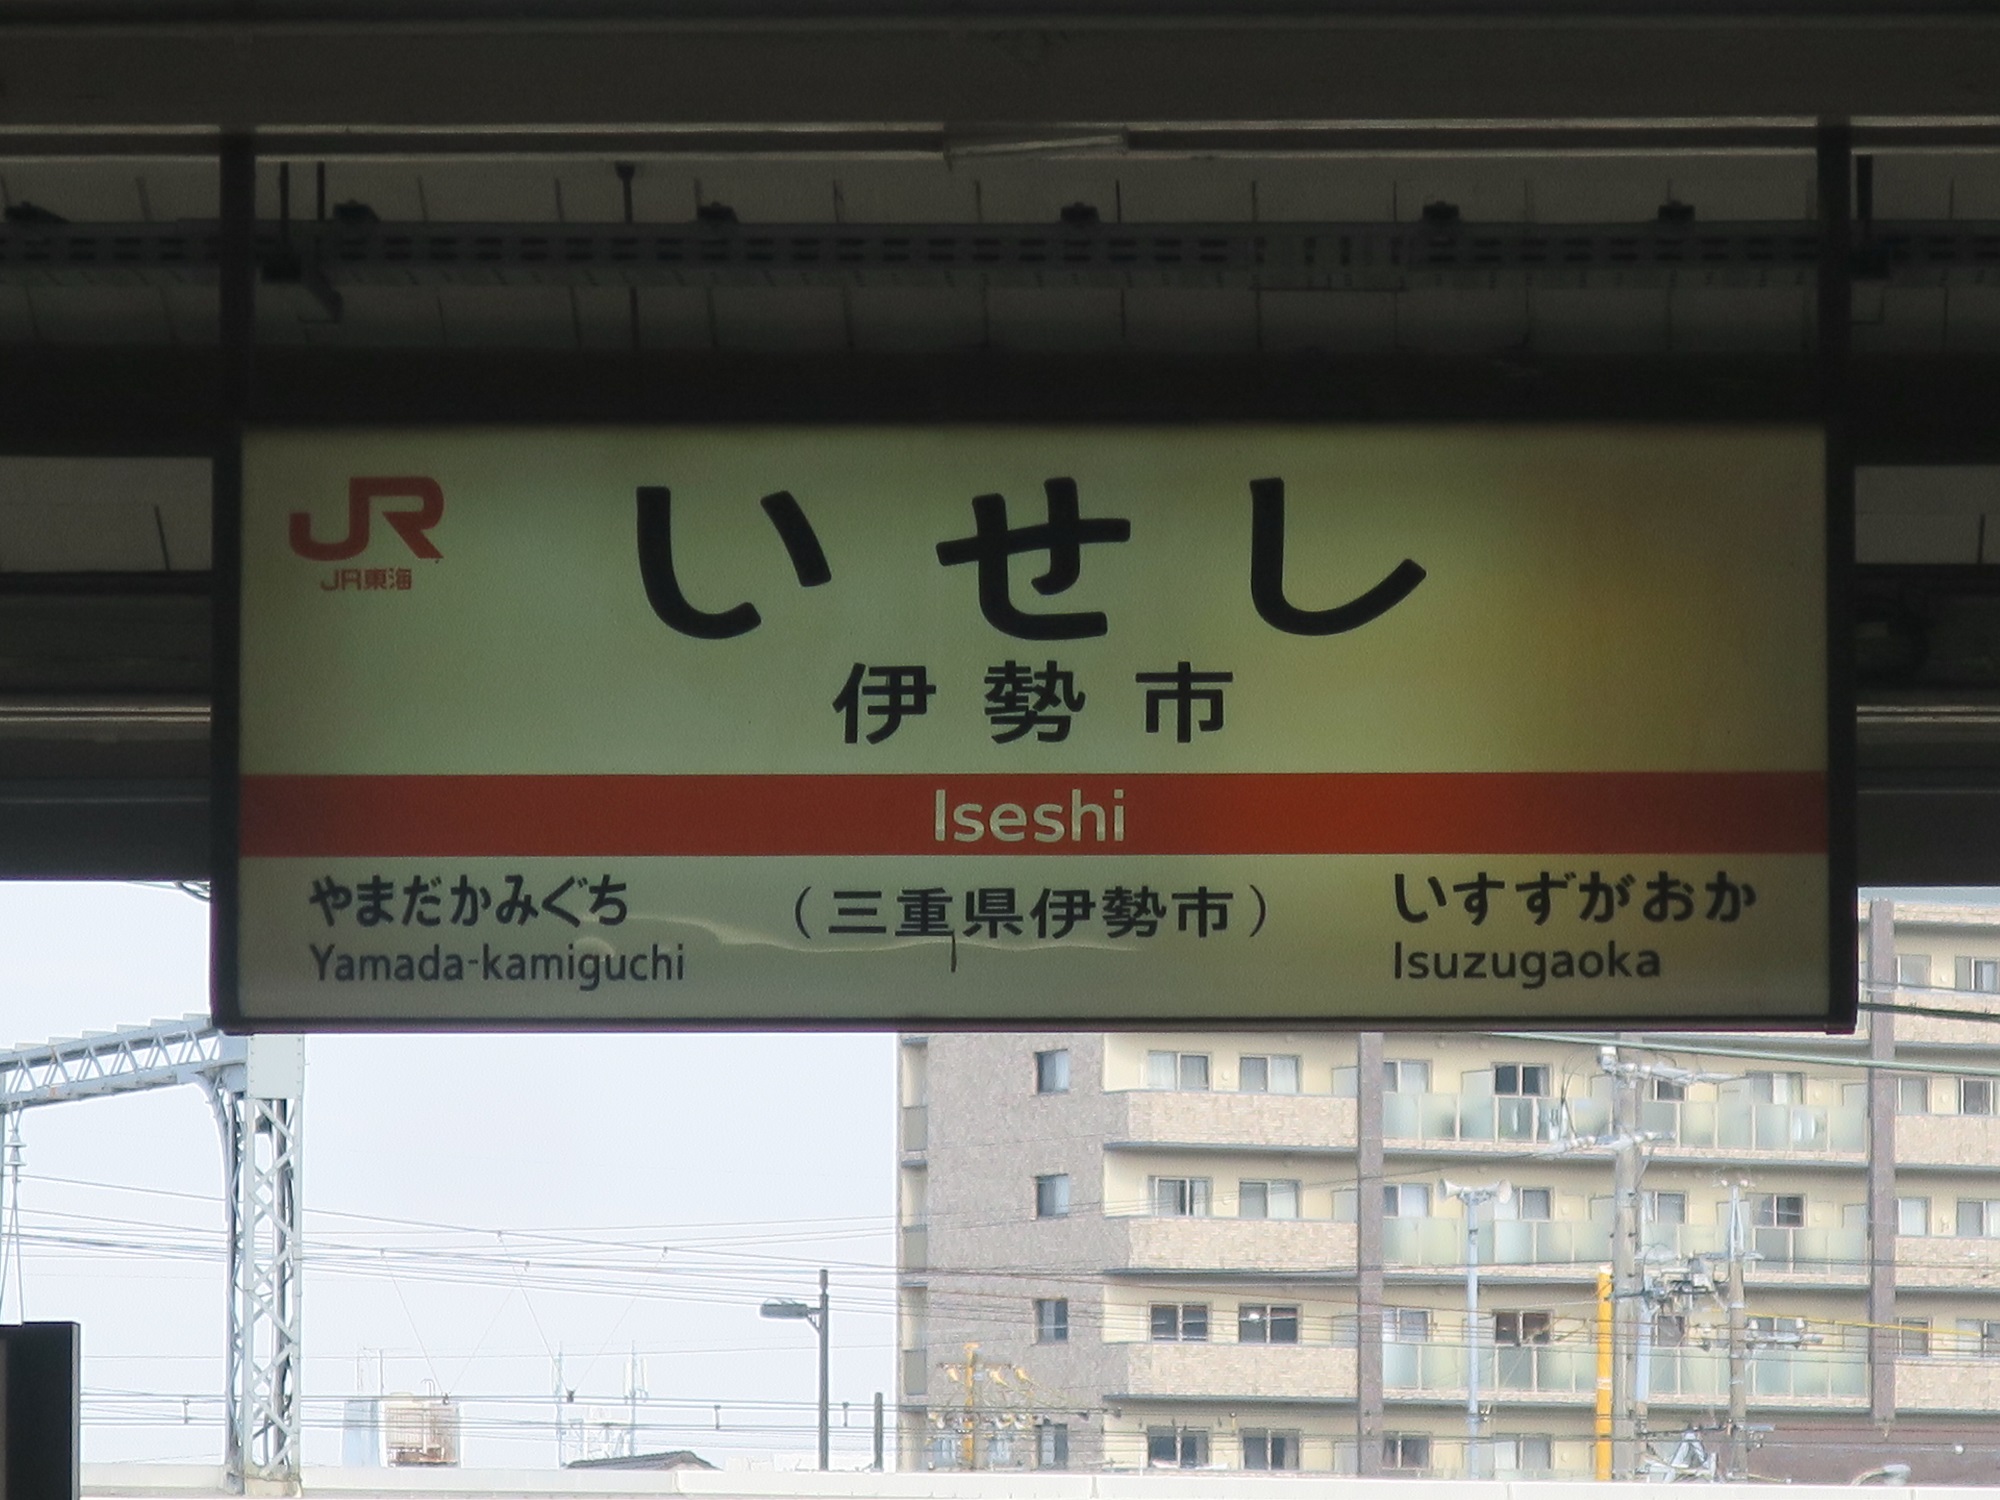 JR
JR東海
いせし
伊勢市
Iseshi
やまだかみぐち
Yamada-kamiguchi
（三重県伊勢市）
いすずがおか
Isuzugaoka